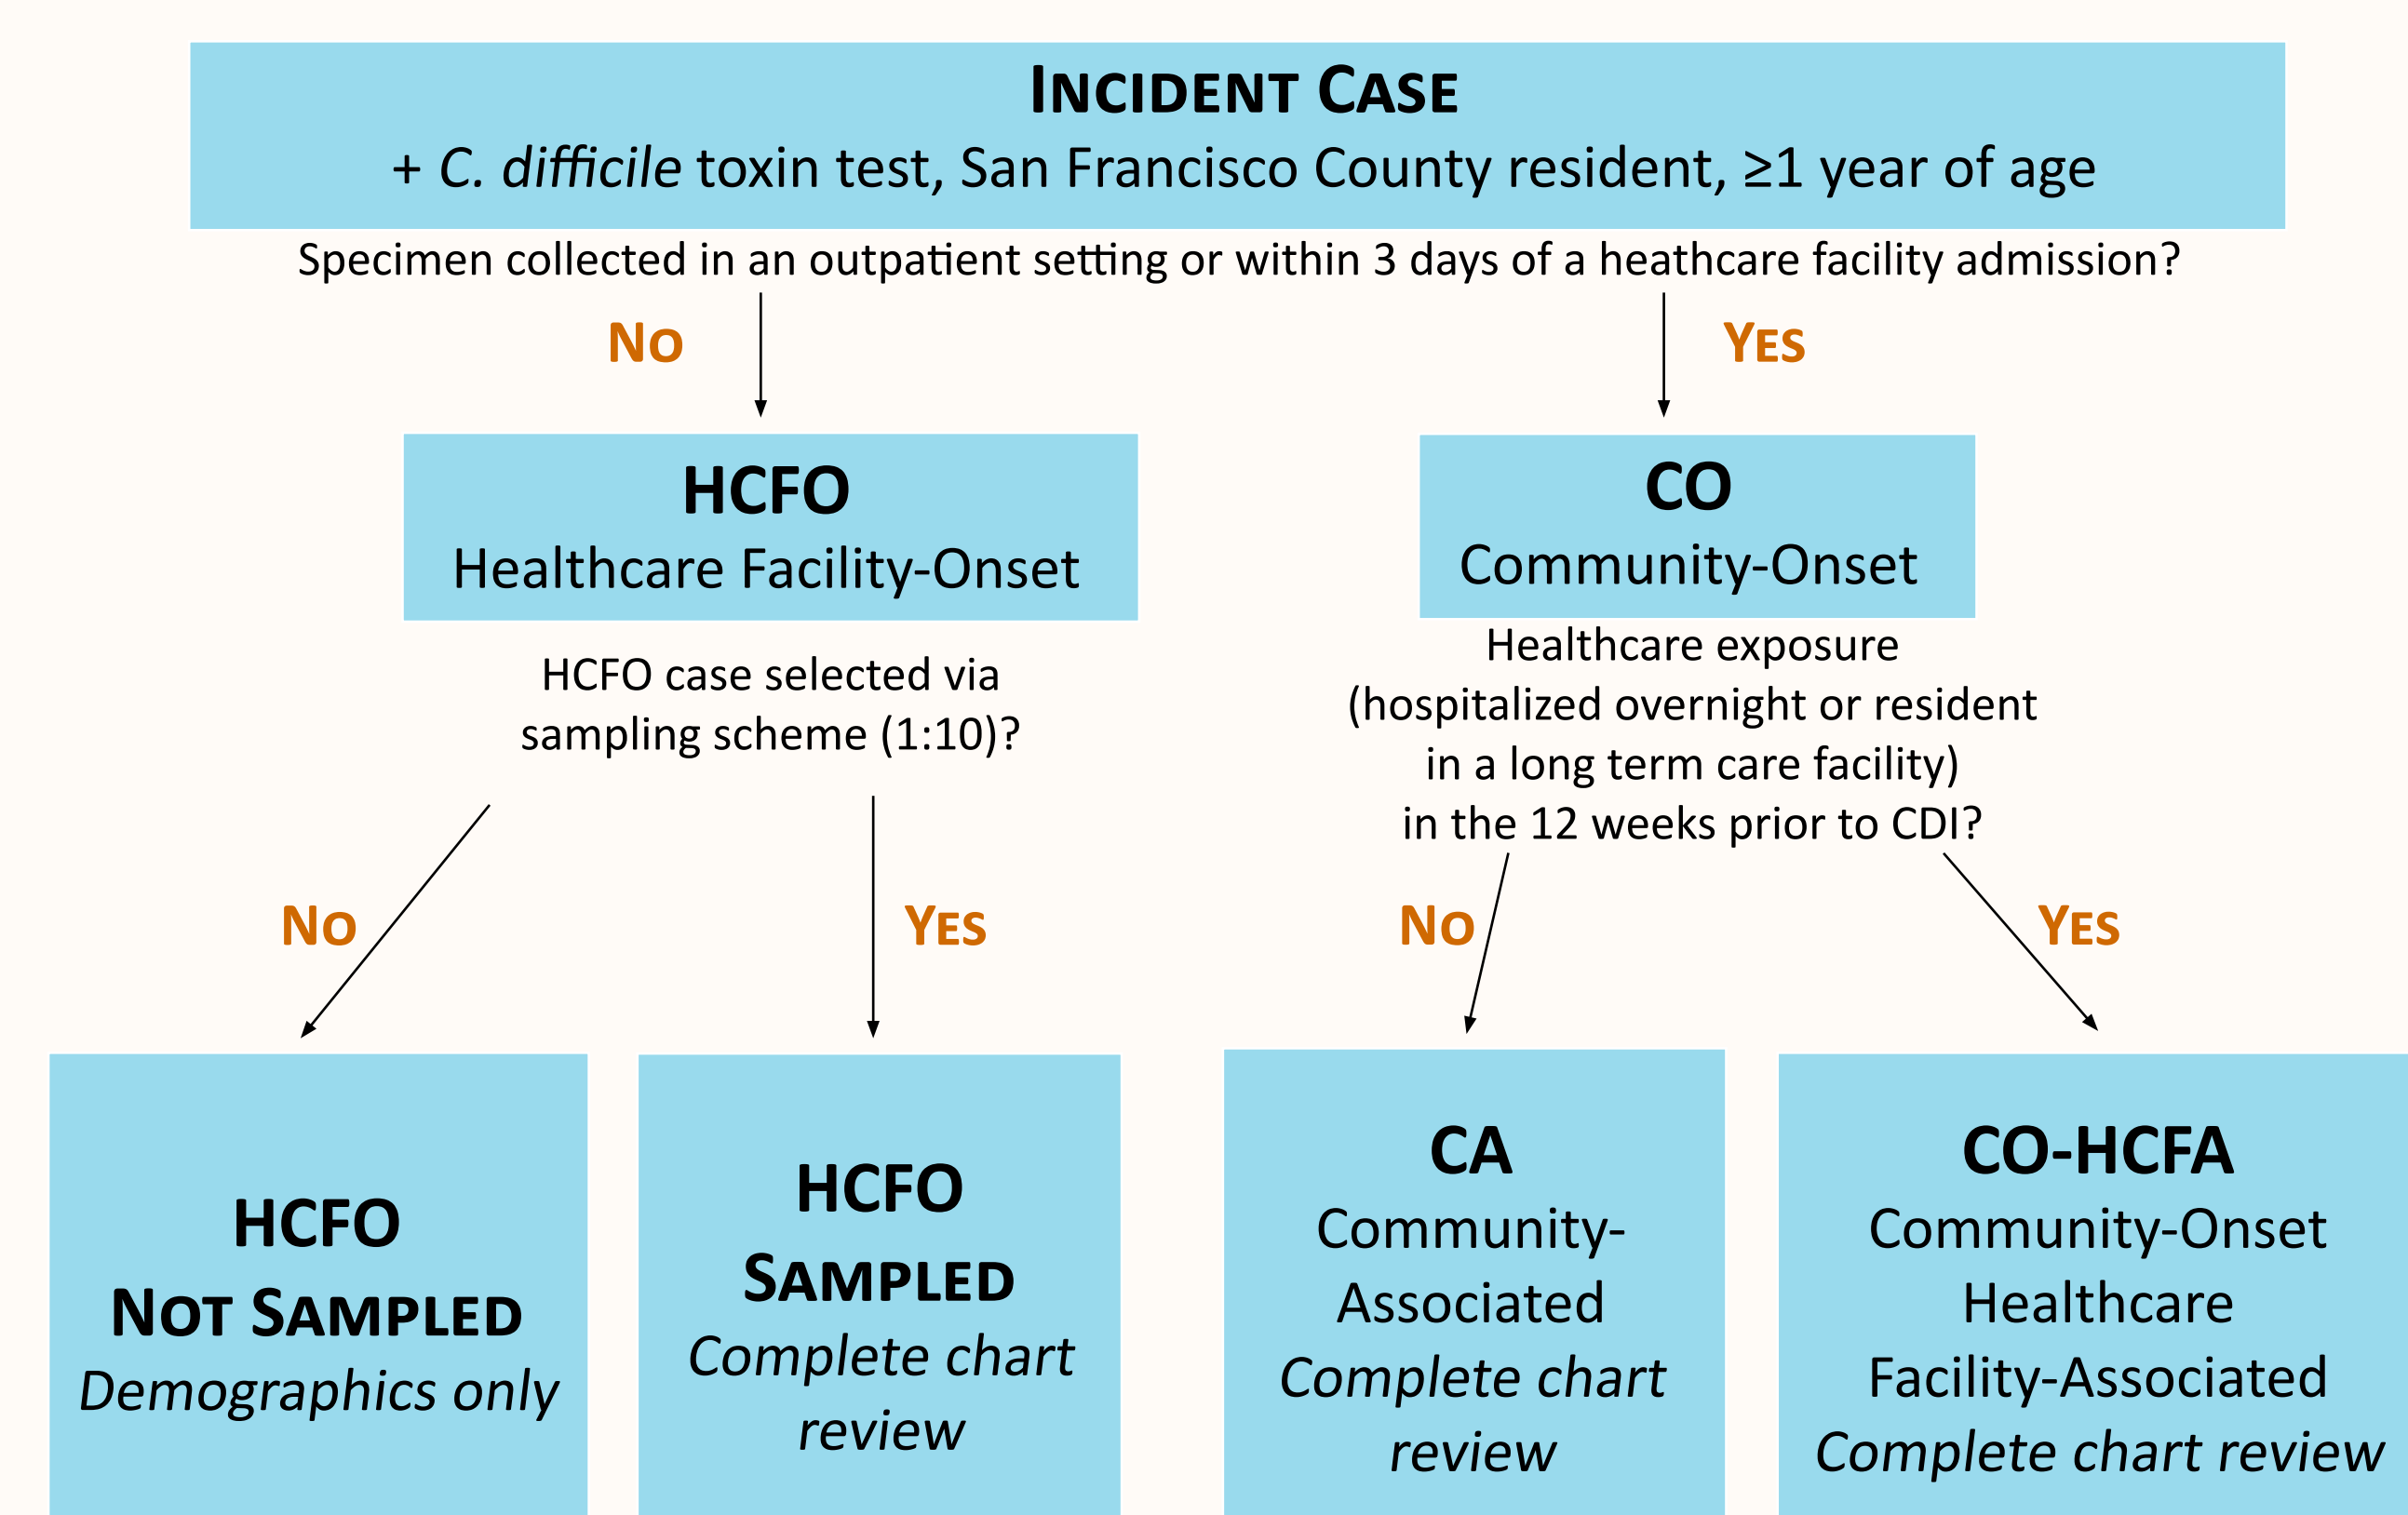 INCIDENT CASE
+ C. difficile toxin test, San Francisco County resident, ≥1 year of age
Specimen collected in an outpatient setting or within 3 days of a heathcare facility admission?
NO
YES
HCFO
Healthcare Facility-Onset
CO
Community-Onset
HCFO case selected via
sampling scheme (1:10)?
Healthcare exposure
(hospitalized overnight or resident
in a long term care facility)
in the 12 weeks prior to CDI?
NO
YES
NO
YES
HCFO
NOT SAMPLED
Demographics only
HCFO
SAMPLED
Complete chart
review
CA
Community-
Associated
Complete chart
review
CO-HCFA
Community-Onset
Healthcare
Facility-Associated
Complete chart review